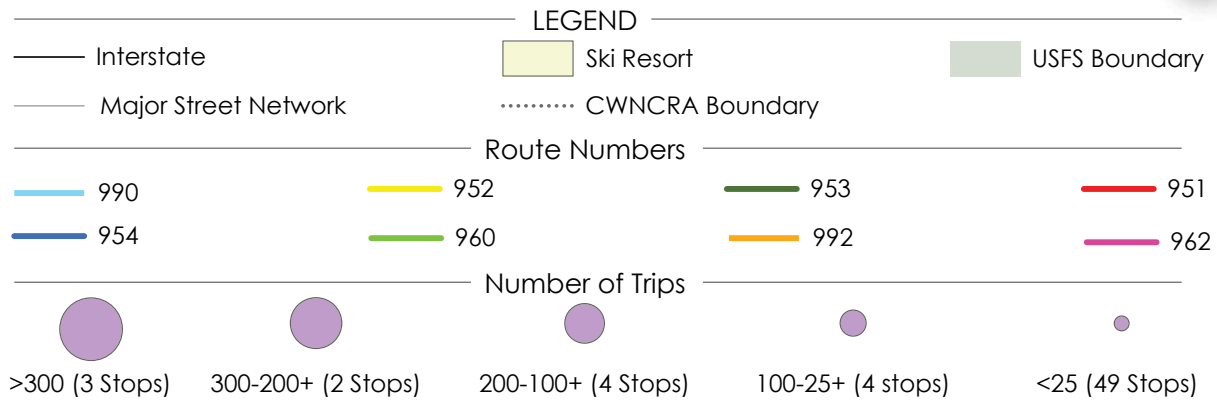 LEGEND
Interstate Ski Resort USFS Boundary
Major Street Network CWNCRA Boundary
Route Numbers
990 952 953 951
954 960 992 962
Number of Trips
>300 (3 Stops) 300-200+ (2 Stops) 200-100+ (4 Stops) 100-25+ (4 stops) <25 (49 Stops)